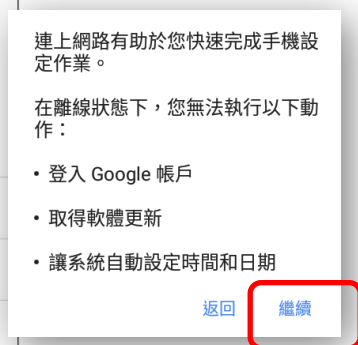 連上網路有助於您快速完成手機設
定作業。
在離線狀態下，您無法執行以下動
作：
• 登入 Google 帳戶
• 取得軟體更新
• 讓系統自動設定時間和日期
返回 繼續